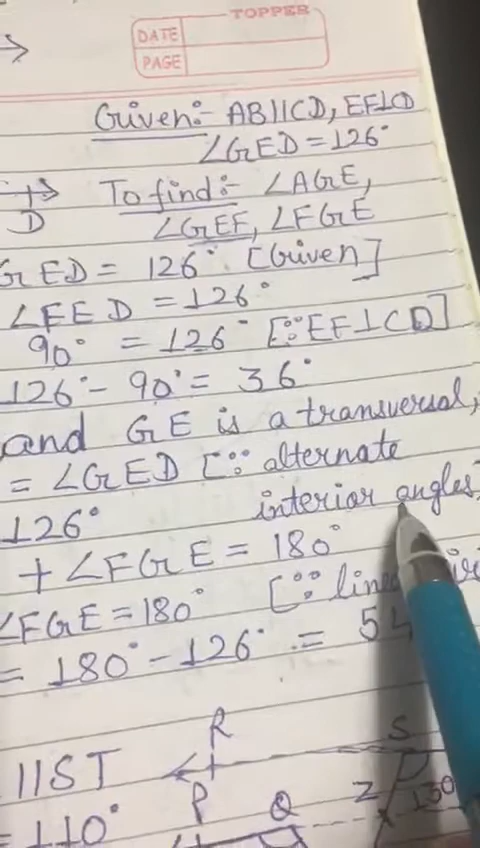 TOPPER
DATE
PAGE
Given:- AB||CD, EF⊥CD
∠GED = 126°
To find:- ∠AGE,
D
∠GEF, ∠FGE
GED = 126° [Given]
∠FED = 126°
90° = 126° [∵ EF⊥CD]
126° - 90° = 36°
and GE is a transversal,
= ∠GED [∵ alternate
126° interior angles
+ ∠FGE = 180°
∠FGE = 180° [∵
= 180° - 126° =
||ST
R
S
P
Q
Z
130
= 110°